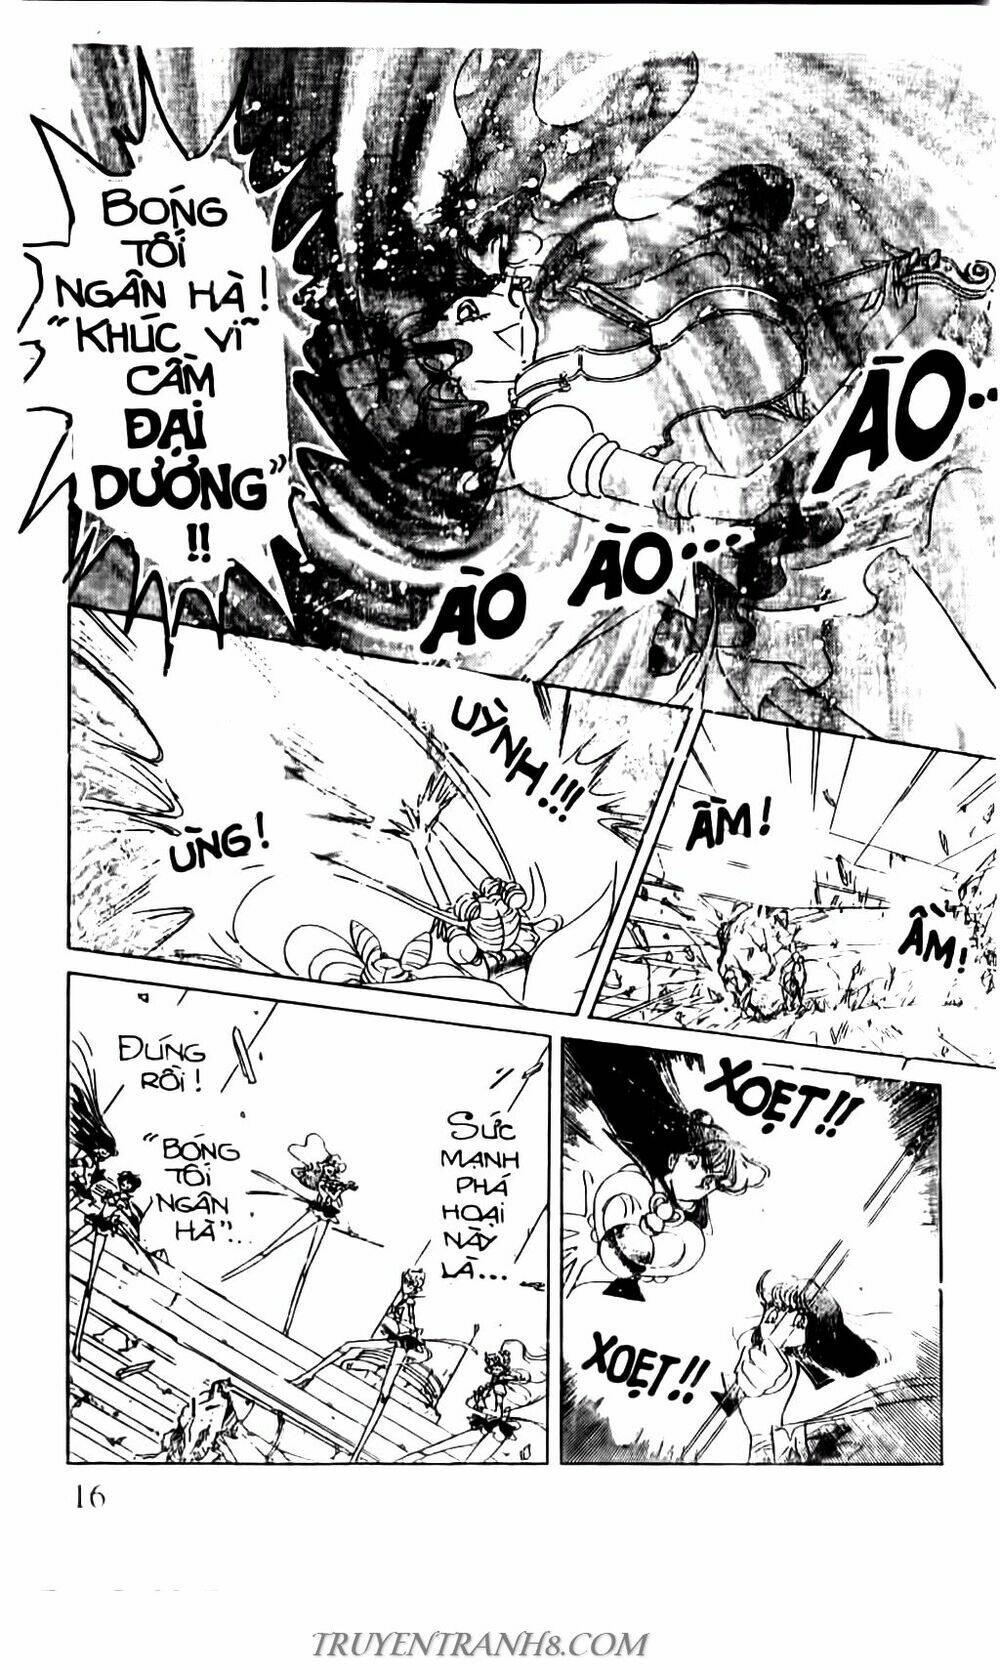 BÓNG
TỐI
NGÂN HÀ!
"KHÚC VĨ
CẦM
ĐẠI
DƯƠNG"
!!
ÀO...
ÀO ÀO...
UỲNH!!!
ÙNG!
ẦM!
ẦM!
ĐÚNG
RỒI!
"BÓNG
TỐI
NGÂN
HÀ"...
SỨC
MẠNH
PHÁ
HOẠI
NÀY
LÀ...
XOẸT!!
XOẸT!!
16
TRUYENTRANH8.COM